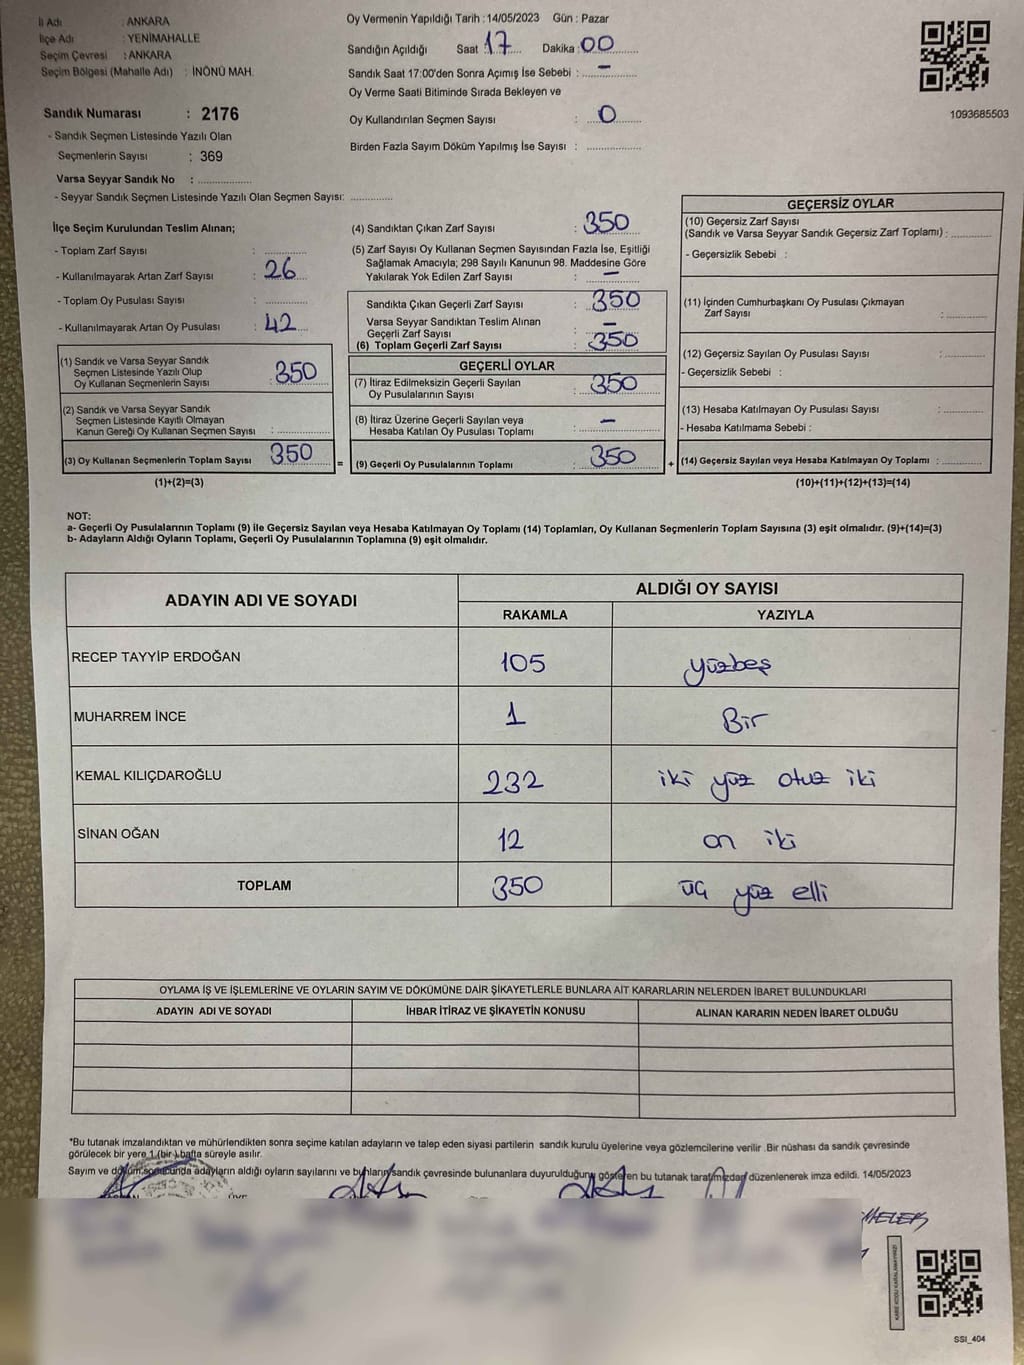 İl Adı : ANKARA
İlçe Adı : YENİMAHALLE
Seçim Çevresi : ANKARA
Seçim Bölgesi (Mahalle Adı) : İNÖNÜ MAH.
Sandık Numarası : 2176
- Sandık Seçmen Listesinde Yazılı Olan
Seçmenlerin Sayısı : 369
Varsa Seyyar Sandık No : ................
- Seyyar Sandık Seçmen Listesinde Yazılı Olan Seçmen Sayısı: ............
Oy Vermenin Yapıldığı Tarih : 14/05/2023 Gün : Pazar
Sandığın Açıldığı Saat : 17 Dakika : 00
Sandık Saat 17:00'den Sonra Açımış İse Sebebi : –
Oy Verme Saati Bitiminde Sırada Bekleyen ve
Oy Kullandırılan Seçmen Sayısı : 0
Birden Fazla Sayım Döküm Yapılmış İse Sayısı : ................
1093685503
İlçe Seçim Kurulundan Teslim Alınan;
- Toplam Zarf Sayısı : ............
- Kullanılmayarak Artan Zarf Sayısı : 26
- Toplam Oy Pusulası Sayısı : ............
- Kullanılmayarak Artan Oy Pusulası : 42
(1) Sandık ve Varsa Seyyar Sandık
Seçmen Listesinde Yazılı Olup
Oy Kullanan Seçmenlerin Sayısı : 350
(2) Sandık ve Varsa Seyyar Sandık
Seçmen Listesinde Kayıtlı Olmayan
Kanun Gereği Oy Kullanan Seçmen Sayısı : ............
(3) Oy Kullanan Seçmenlerin Toplam Sayısı 350
(1)+(2)=(3)
(4) Sandıktan Çıkan Zarf Sayısı : 350
(5) Zarf Sayısı Oy Kullanan Seçmen Sayısından Fazla İse, Eşitliği
Sağlamak Amacıyla; 298 Sayılı Kanunun 98. Maddesine Göre
Yakılarak Yok Edilen Zarf Sayısı : –
Sandıkta Çıkan Geçerli Zarf Sayısı : 350
Varsa Seyyar Sandıktan Teslim Alınan : –
Geçerli Zarf Sayısı
(6) Toplam Geçerli Zarf Sayısı : 350
GEÇERLİ OYLAR
(7) İtiraz Edilmeksizin Geçerli Sayılan : 350
Oy Pusulalarının Sayısı
(8) İtiraz Üzerine Geçerli Sayılan veya : –
Hesaba Katılan Oy Pusulası Toplamı
= (9) Geçerli Oy Pusulalarının Toplamı : 350 +
GEÇERSİZ OYLAR
(10) Geçersiz Zarf Sayısı
(Sandık ve Varsa Seyyar Sandık Geçersiz Zarf Toplamı) : ............
- Geçersizlik Sebebi :
(11) İçinden Cumhurbaşkanı Oy Pusulası Çıkmayan
Zarf Sayısı : ............
(12) Geçersiz Sayılan Oy Pusulası Sayısı : ............
- Geçersizlik Sebebi :
(13) Hesaba Katılmayan Oy Pusulası Sayısı : ............
- Hesaba Katılmama Sebebi :
(14) Geçersiz Sayılan veya Hesaba Katılmayan Oy Toplamı : ............
(10)+(11)+(12)+(13)=(14)
NOT:
a- Geçerli Oy Pusulalarının Toplamı (9) ile Geçersiz Sayılan veya Hesaba Katılmayan Oy Toplamı (14) Toplamları, Oy Kullanan Seçmenlerin Toplam Sayısına (3) eşit olmalıdır. (9)+(14)=(3)
b- Adayların Aldığı Oyların Toplamı, Geçerli Oy Pusulalarının Toplamına (9) eşit olmalıdır.
ADAYIN ADI VE SOYADI
ALDIĞI OY SAYISI
RAKAMLA YAZIYLA
RECEP TAYYİP ERDOĞAN 105 yüzbeş
MUHARREM İNCE 1 Bir
KEMAL KILIÇDAROĞLU 232 iki yüz otuz iki
SİNAN OĞAN 12 on iki
TOPLAM 350 üç yüz elli
OYLAMA İŞ VE İŞLEMLERİNE VE OYLARIN SAYIM VE DÖKÜMÜNE DAİR ŞİKAYETLERLE BUNLARA AİT KARARLARIN NELERDEN İBARET BULUNDUKLARI
ADAYIN ADI VE SOYADI İHBAR İTİRAZ VE ŞİKAYETİN KONUSU ALINAN KARARIN NEDEN İBARET OLDUĞU
*Bu tutanak imzalandıktan ve mühürlendikten sonra seçime katılan adayların ve talep eden siyasi partilerin sandık kurulu üyelerine veya gözlemcilerine verilir. Bir nüshası da sandık çevresinde
görülecek bir yere 1 (bir) hafta süreyle asılır.
Sayım ve döküm sonucunda adayların aldığı oyların sayılarını ve bunların sandık çevresinde bulunanlara duyurulduğunu gösteren bu tutanak tarafımızdan düzenlenerek imza edildi. 14/05/2023
ÜYE
MELEK
KARE KODU KARALAMAYINIZ!
SSI_404